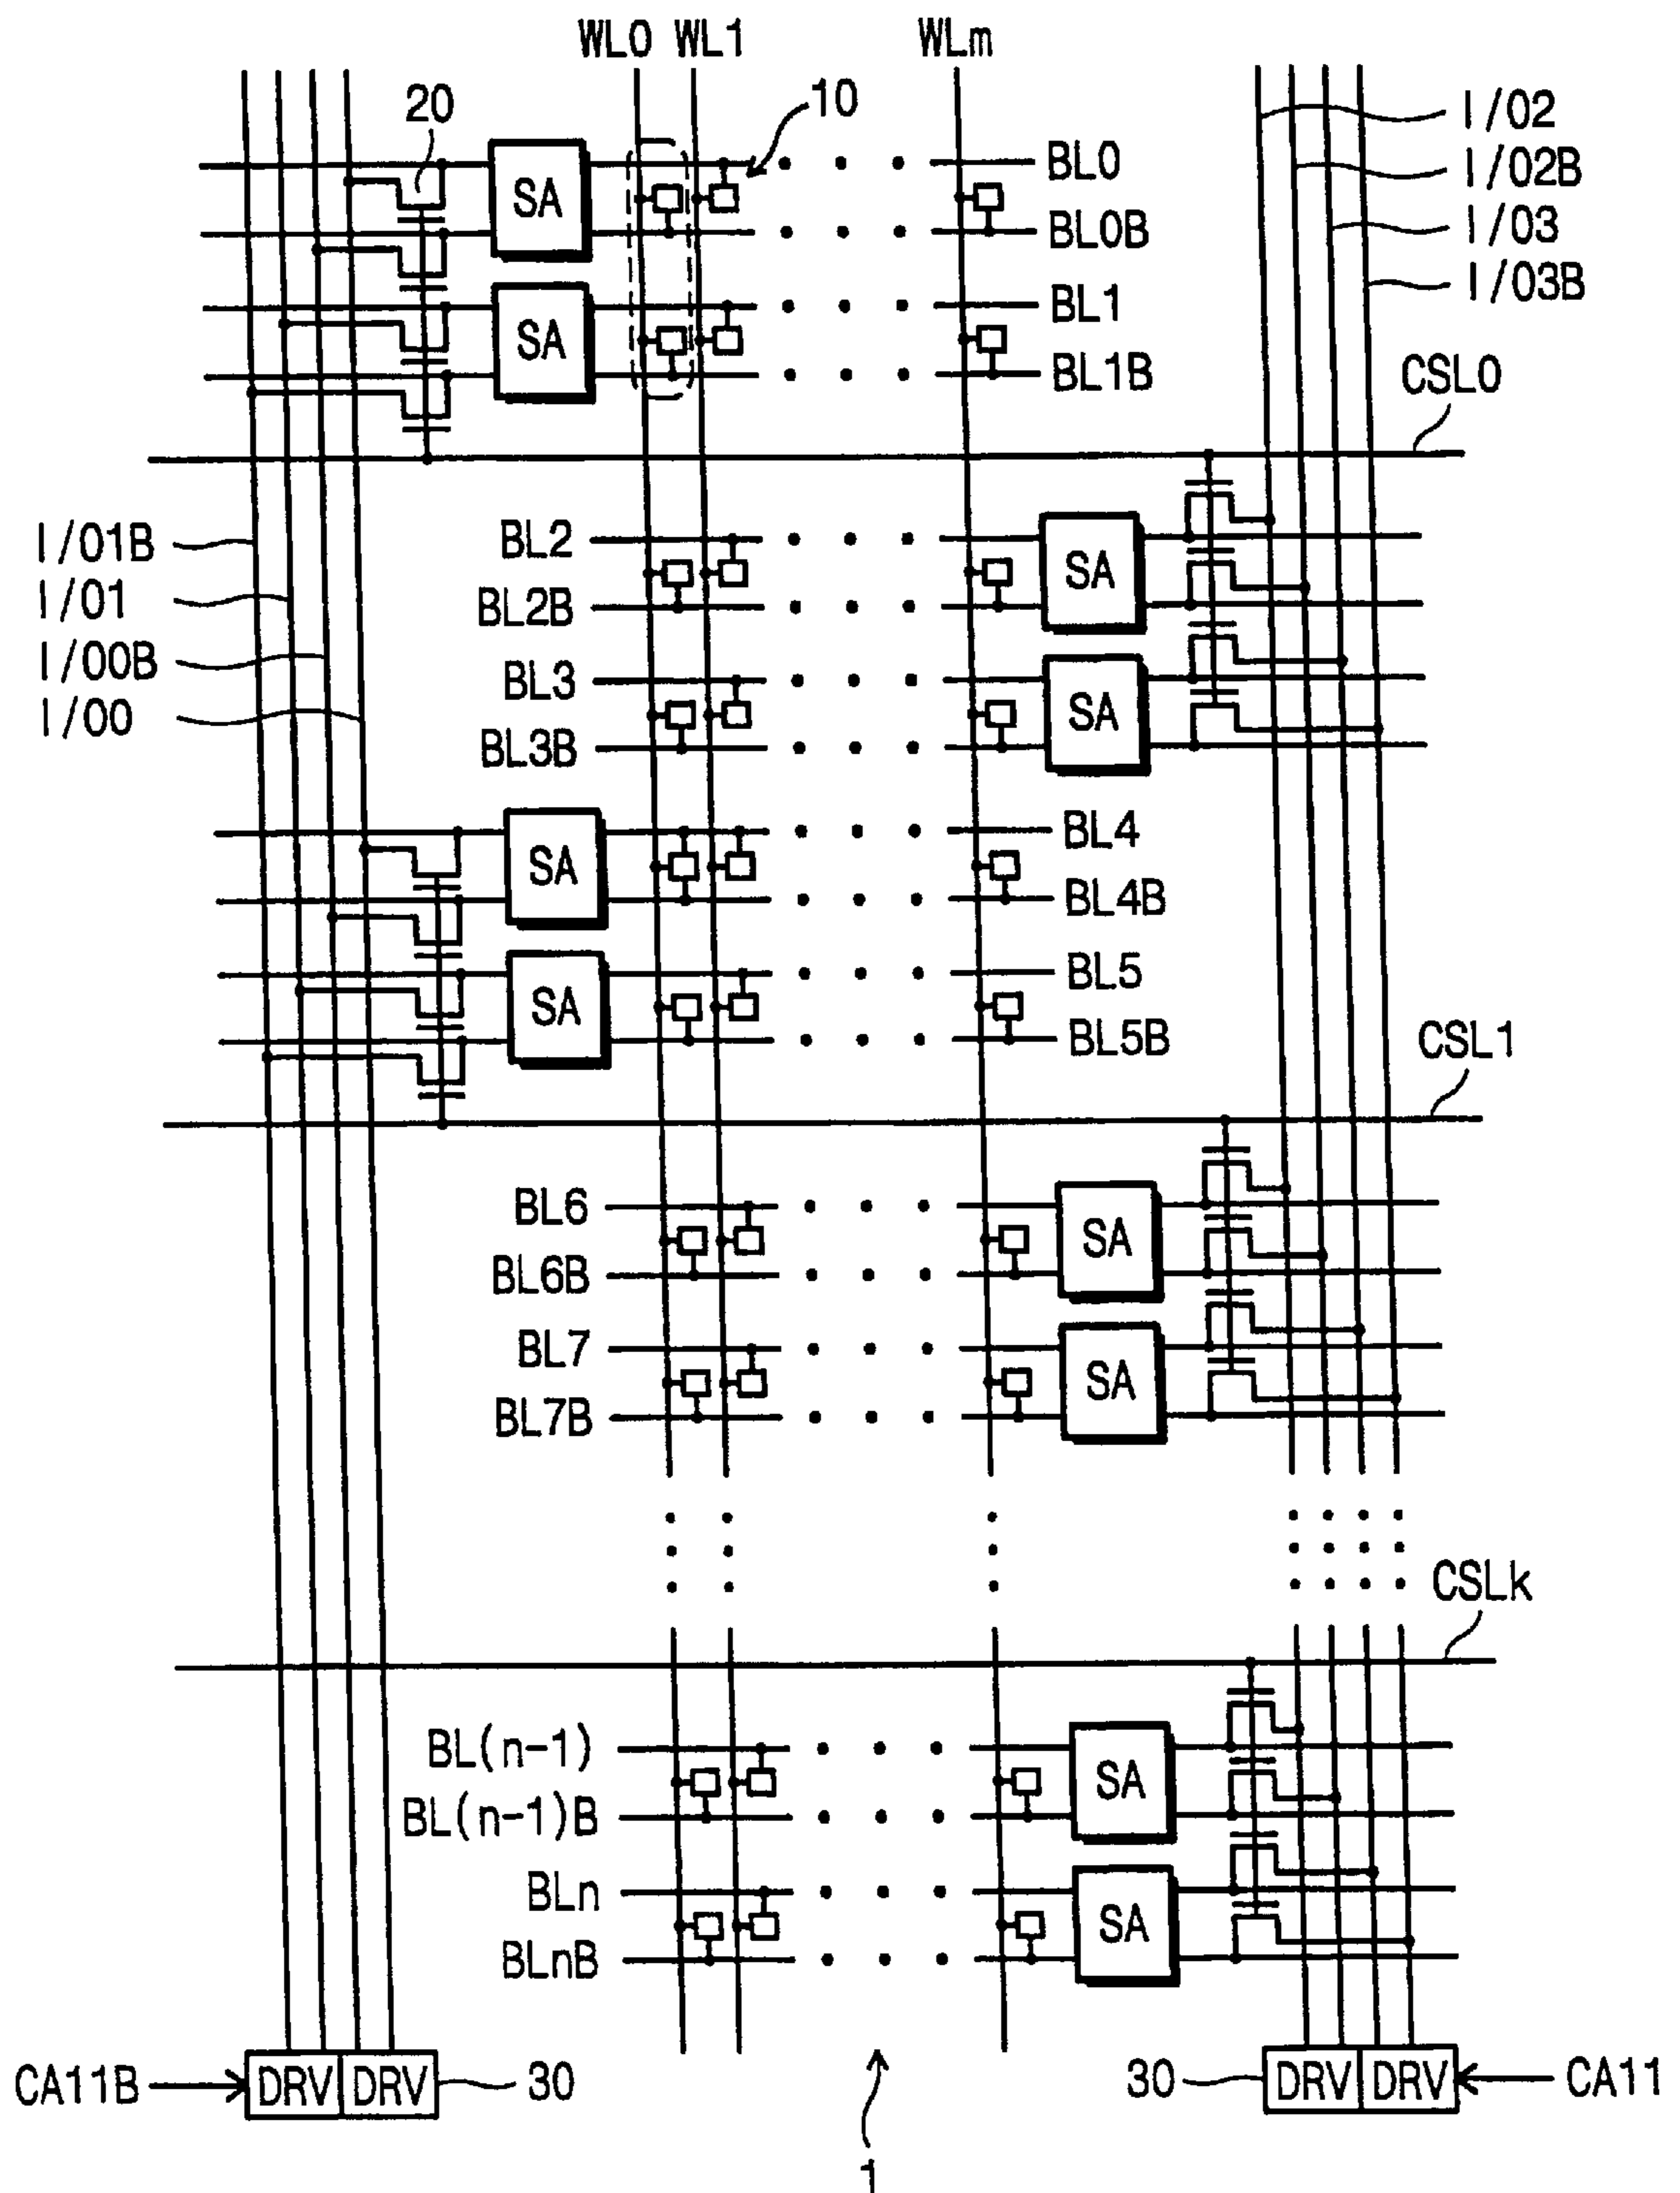 WL0 WL1 WLm
20
10
I/02
I/02B
I/03
I/03B
SA
BL0
BL0B
SA
BL1
BL1B
CSL0
I/01B
I/01
I/00B
I/00
BL2
BL2B
SA
BL3
BL3B
SA
SA
BL4
BL4B
SA
BL5
BL5B
CSL1
BL6
BL6B
SA
BL7
BL7B
SA
CSLk
BL(n-1)
BL(n-1)B
SA
BLn
BLnB
SA
CA11B DRV DRV 30
30 DRV DRV CA11
1